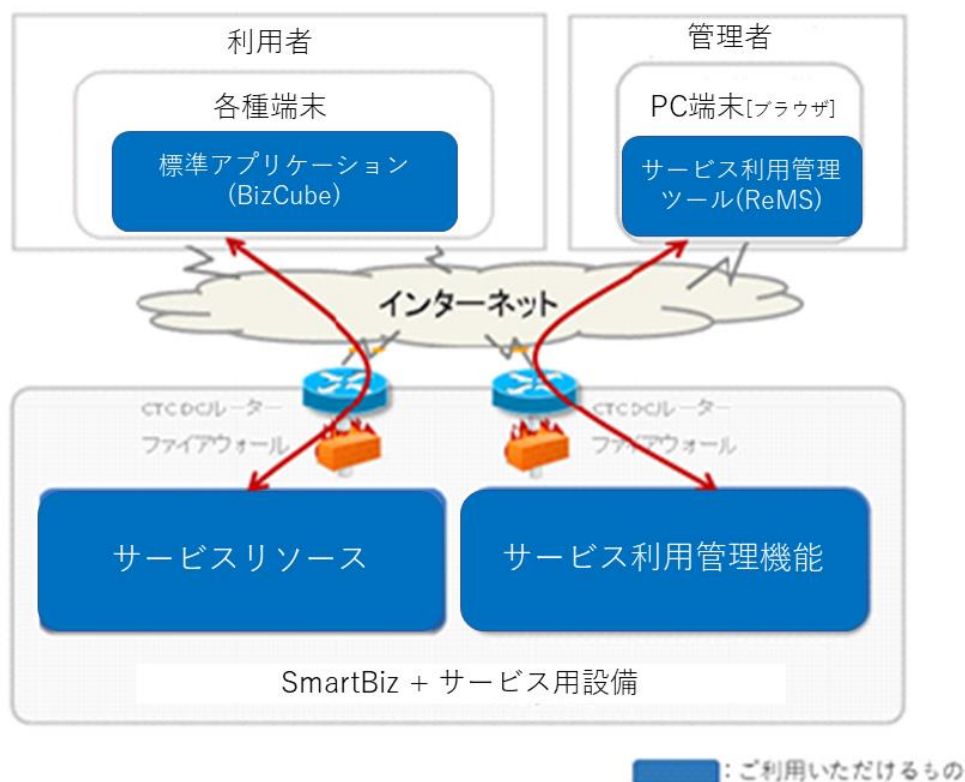 利用者
管理者
各種端末
PC端末[ブラウザ]
標準アプリケーション
(BizCube)
サービス利用管理
ツール(ReMS)
インターネット
CTC DCルーター
ファイアウォール
CTC DCルーター
ファイアウォール
サービスリソース
サービス利用管理機能
SmartBiz + サービス用設備
：ご利用いただけるもの